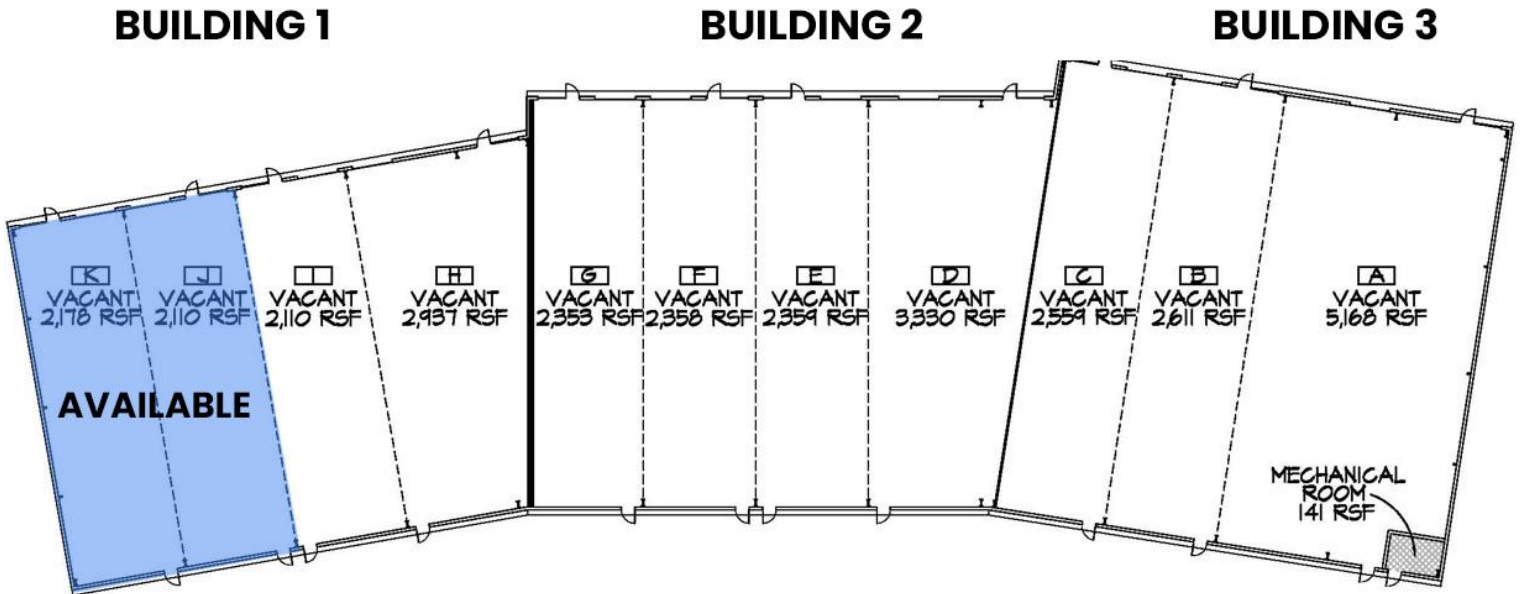 BUILDING 1
BUILDING 2
BUILDING 3
K
VACANT
2,178 RSF
J
VACANT
2,110 RSF
I
VACANT
2,110 RSF
H
VACANT
2,937 RSF
G
VACANT
2,353 RSF
F
VACANT
2,358 RSF
E
VACANT
2,359 RSF
D
VACANT
3,330 RSF
C
VACANT
2,559 RSF
B
VACANT
2,611 RSF
A
VACANT
5,168 RSF
AVAILABLE
MECHANICAL
ROOM
141 RSF